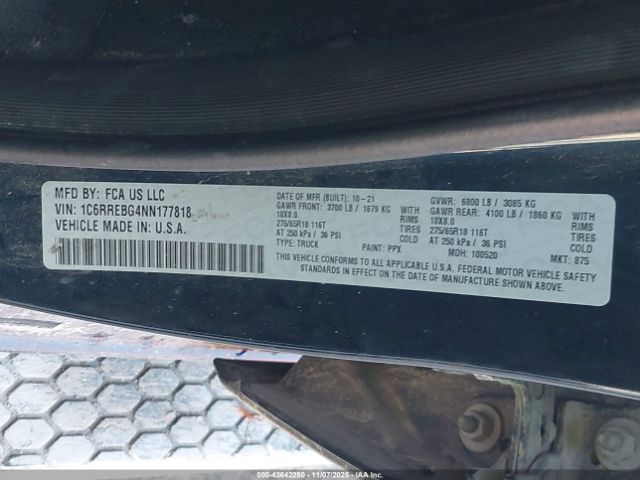 MFD BY: FCA US LLC
VIN: 1C6RREBG4NN177818
VEHICLE MADE IN: U.S.A.
DATE OF MFR (BUILT): 10-21
GAWR FRONT: 3700 LB / 1679 KG WITH
18X8.0 RIMS
275/65R18 116T TIRES
AT 250 kPa / 36 PSI COLD
TYPE: TRUCK PAINT: PPX
GVWR: 6800 LB / 3085 KG
GAWR REAR: 4100 LB / 1860 KG WITH
18X8.0 RIMS
275/65R18 116T TIRES
AT 250 kPa / 36 PSI COLD
MDH: 100520 MKT: 875
THIS VEHICLE CONFORMS TO ALL APPLICABLE U.S.A. FEDERAL MOTOR VEHICLE SAFETY
STANDARDS IN EFFECT ON THE DATE OF MANUFACTURE SHOWN ABOVE.
000-43642250 - 11/07/2025 - IAAI.COM